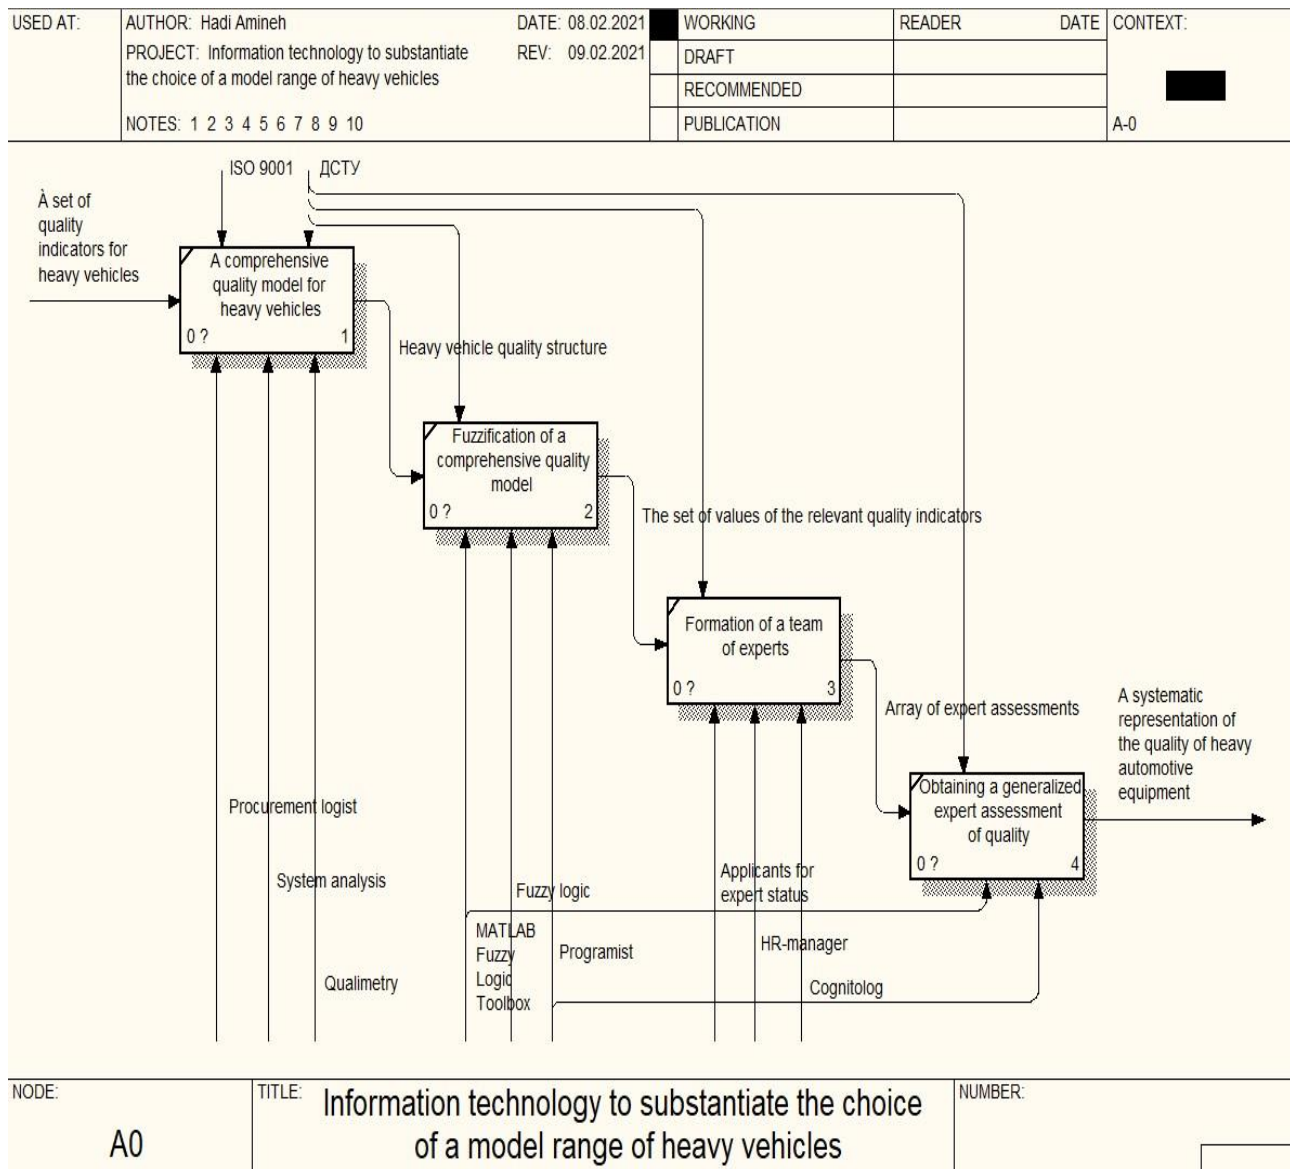 USED AT:
AUTHOR: Hadi Amineh
DATE: 08.02.2021
PROJECT: Information technology to substantiate
the choice of a model range of heavy vehicles
REV: 09.02.2021
NOTES: 1 2 3 4 5 6 7 8 9 10
WORKING
DRAFT
RECOMMENDED
PUBLICATION
READER
DATE
CONTEXT:
A-0
ISO 9001
ДСТУ
À set of
quality
indicators for
heavy vehicles
A comprehensive
quality model for
heavy vehicles
0 ?
1
Heavy vehicle quality structure
Fuzzification of a
comprehensive quality
model
0 ?
2
The set of values of the relevant quality indicators
Formation of a team
of experts
0 ?
3
Array of expert assessments
A systematic
representation of
the quality of heavy
automotive
equipment
Obtaining a generalized
expert assessment
of quality
0 ?
4
Procurement logist
System analysis
Qualimetry
Fuzzy logic
MATLAB
Fuzzy
Logic
Toolbox
Programist
Applicants for
expert status
HR-manager
Cognitolog
NODE:
A0
TITLE:
Information technology to substantiate the choice
of a model range of heavy vehicles
NUMBER: